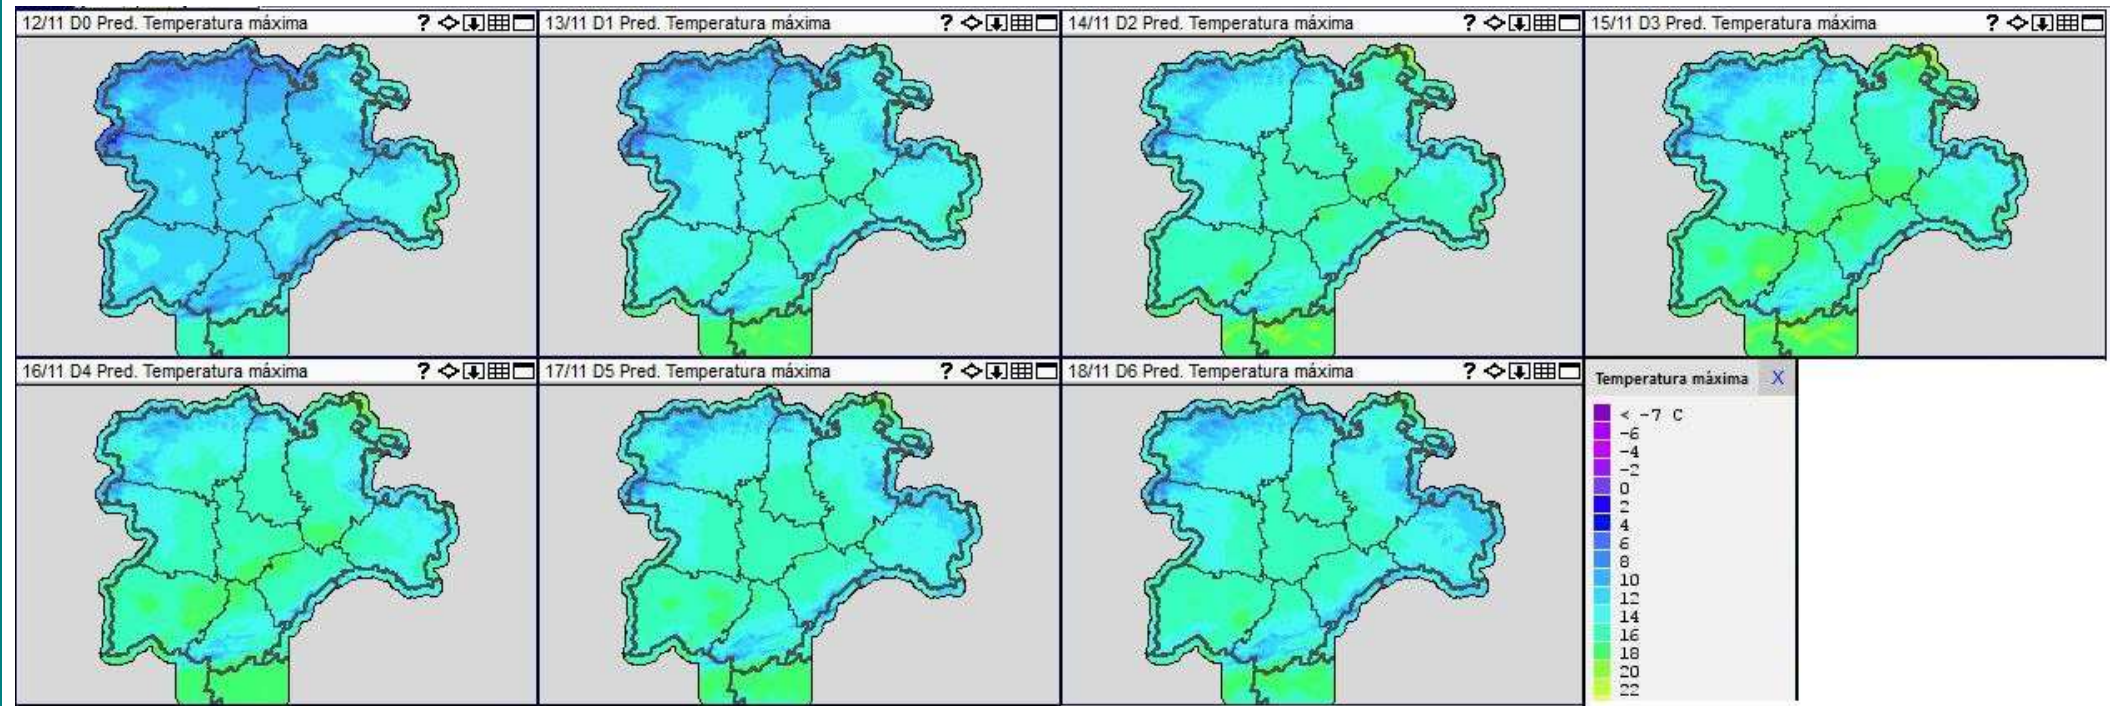 12/11 D0 Pred. Temperatura máxima ?
13/11 D1 Pred. Temperatura máxima ?
14/11 D2 Pred. Temperatura máxima ?
15/11 D3 Pred. Temperatura máxima ?
16/11 D4 Pred. Temperatura máxima ?
17/11 D5 Pred. Temperatura máxima ?
18/11 D6 Pred. Temperatura máxima ?
Temperatura máxima X
< -7 C
-6
-4
-2
0
2
4
6
8
10
12
14
16
18
20
22